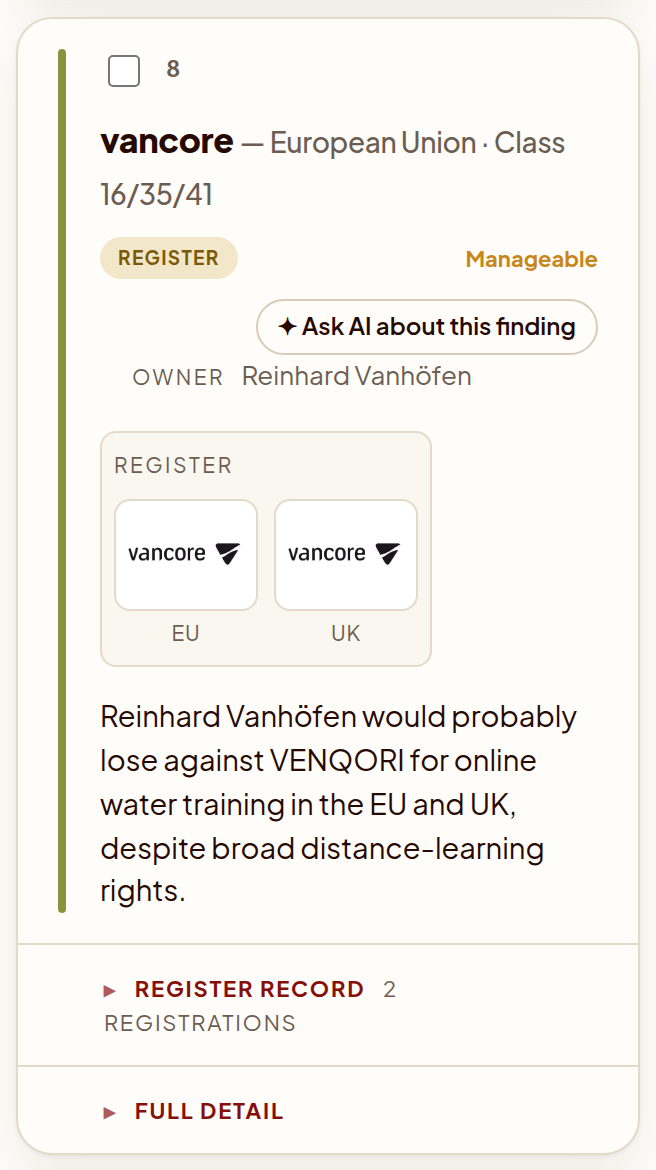 8
vancore — European Union · Class
16/35/41
REGISTER
Manageable
✦ Ask AI about this finding
OWNER Reinhard Vanhöfen
REGISTER
vancore
vancore
EU
UK
Reinhard Vanhöfen would probably
lose against VENQORI for online
water training in the EU and UK,
despite broad distance-learning
rights.
▶ REGISTER RECORD 2
REGISTRATIONS
▶ FULL DETAIL